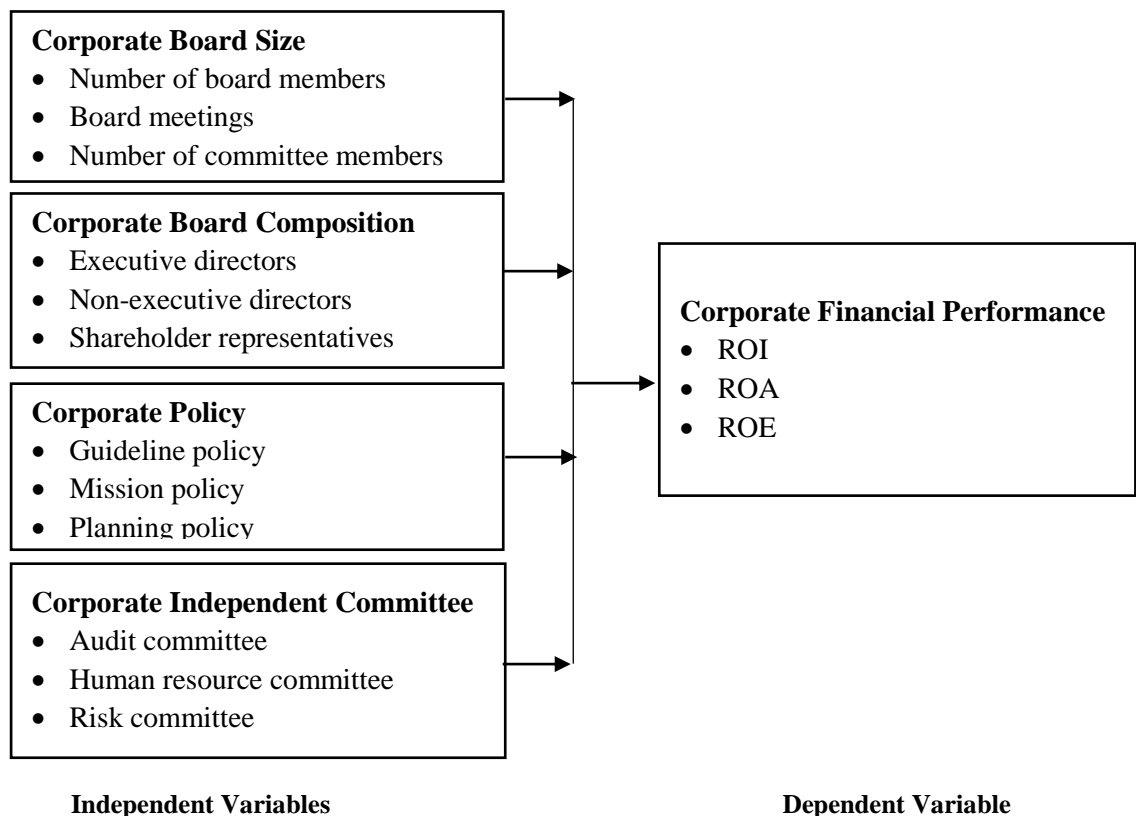 Corporate Board Size
• Number of board members
• Board meetings
• Number of committee members
Corporate Board Composition
• Executive directors
• Non-executive directors
• Shareholder representatives
Corporate Policy
• Guideline policy
• Mission policy
• Planning policy
Corporate Independent Committee
• Audit committee
• Human resource committee
• Risk committee
Corporate Financial Performance
• ROI
• ROA
• ROE
Independent Variables
Dependent Variable